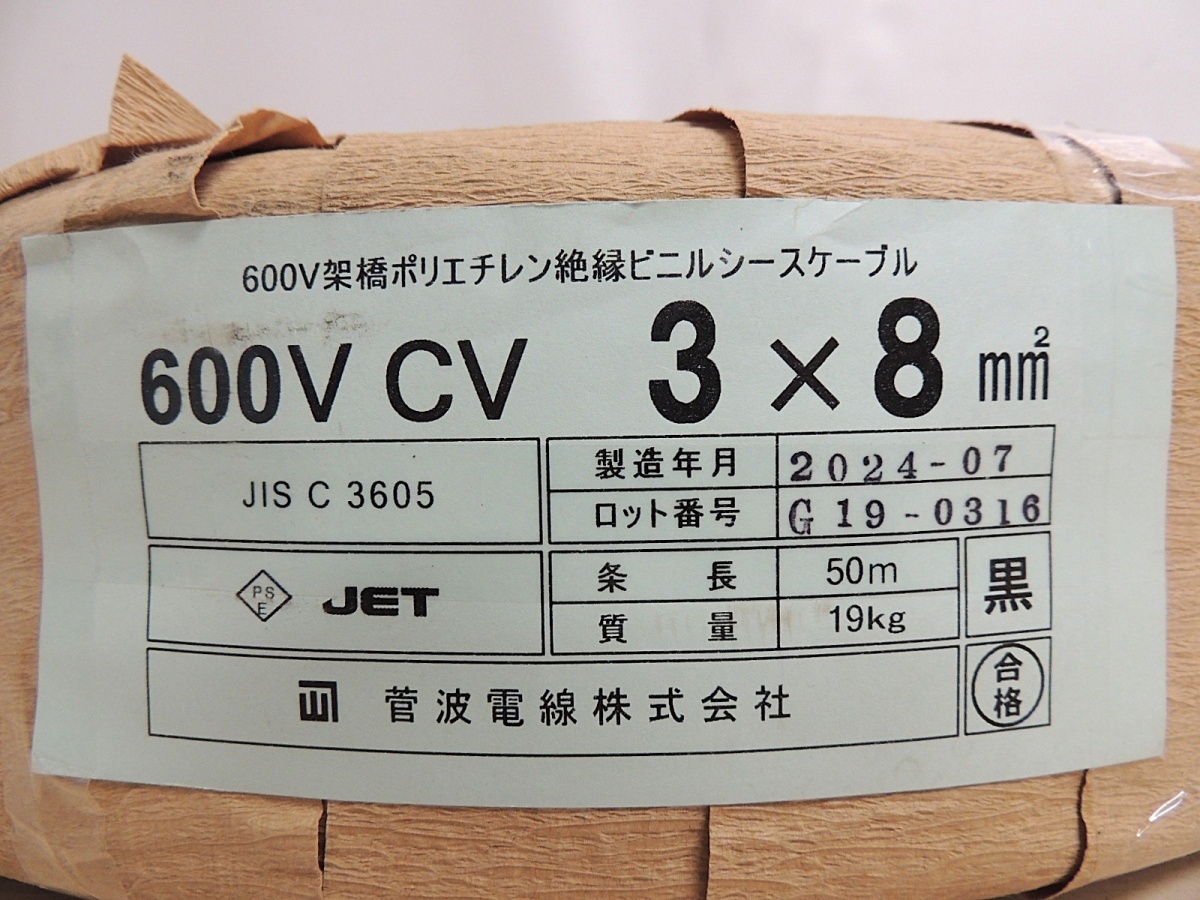 600V架橋ポリエチレン絶縁ビニルシースケーブル
600V CV 3×8 mm²
JIS C 3605
製造年月 2024-07
ロット番号 G19-0316
PS
E
JET
条長 50m
質量 19kg
黒
菅波電線株式会社
合格